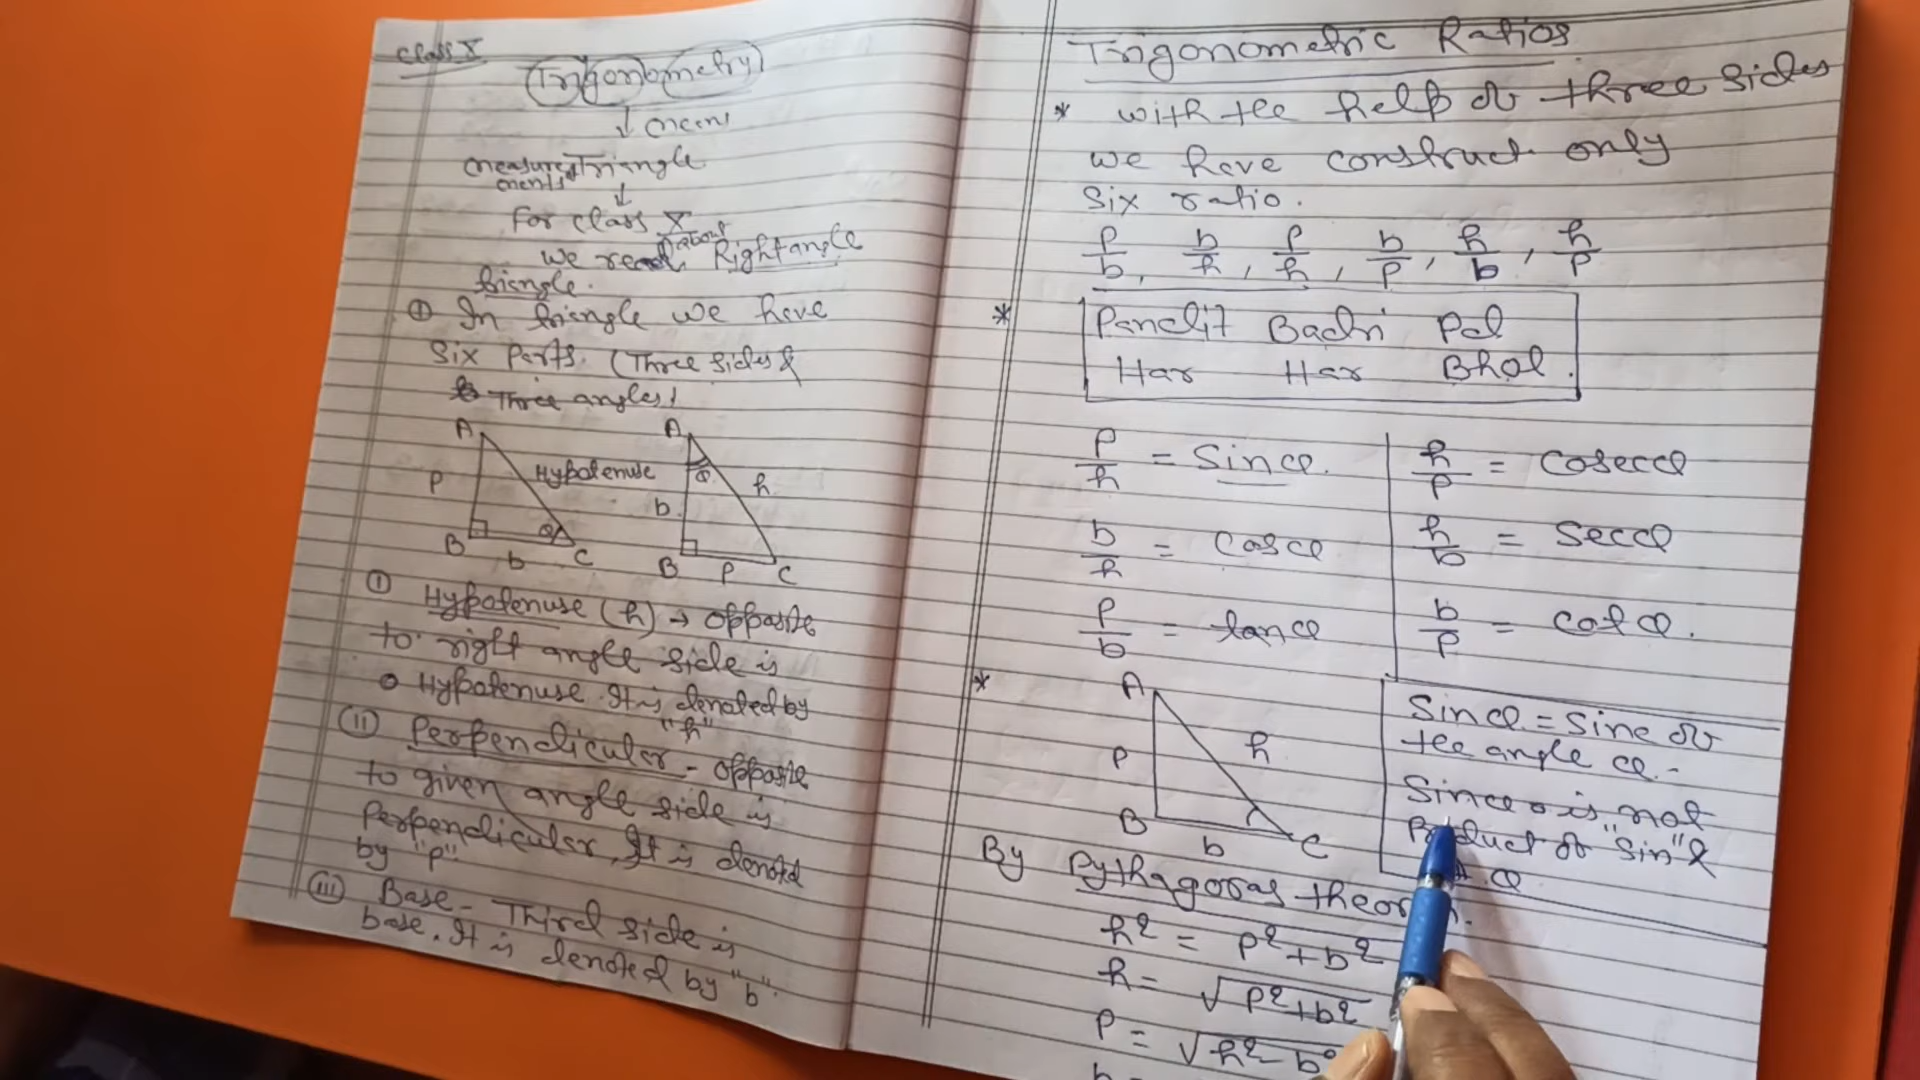 Class X
Trigonometry
↓ means
measure Triangle
ments ↓
For class X
we read about Right angle
triangle.
① In triangle we have
Six Parts. (Three sides &
Three angles)
A
P
Hypotenuse
B
b
θ
C
A
θ
h
b
B
P
C
① Hypotenuse (h) → opposite
to right angle side is
Hypotenuse. It is denoted by
"h"
(ii) Perpendicular - opposite
to given angle side is
Perpendicular, It is denoted
by "P"
(iii) Base - Third side is
base. It is denoted by "b".
Trigonometric Ratios
* with the help of three sides
we have construct only
Six ratio.
P/b, b/h, P/h, b/P, h/b, h/P
* Pandit Badri Pd
Har Har Bhol.
P/h = Sinθ.
h/P = Cosecθ
b/h = Cosθ
h/b = Secθ
P/b = tanθ
b/P = cotθ.
*
A
P
h
B
b
C
Sinθ = Sine of
the angle θ.-
Sinθ is not
Product of "Sin" &
θ
By Pythagoras theorem.
h² = P²+b²
h = √P²+b²
P = √h²-b²
b =